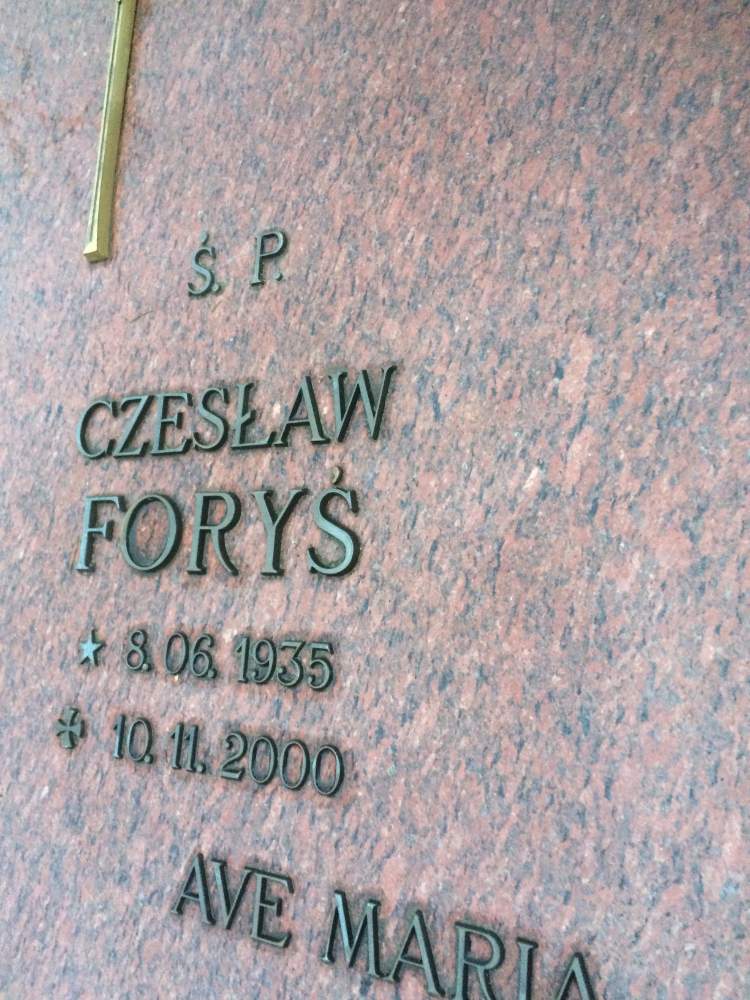 Ś. P.
CZESŁAW
FORYŚ
★ 8. 06. 1935
✠ 10. 11. 2000
AVE MARIA